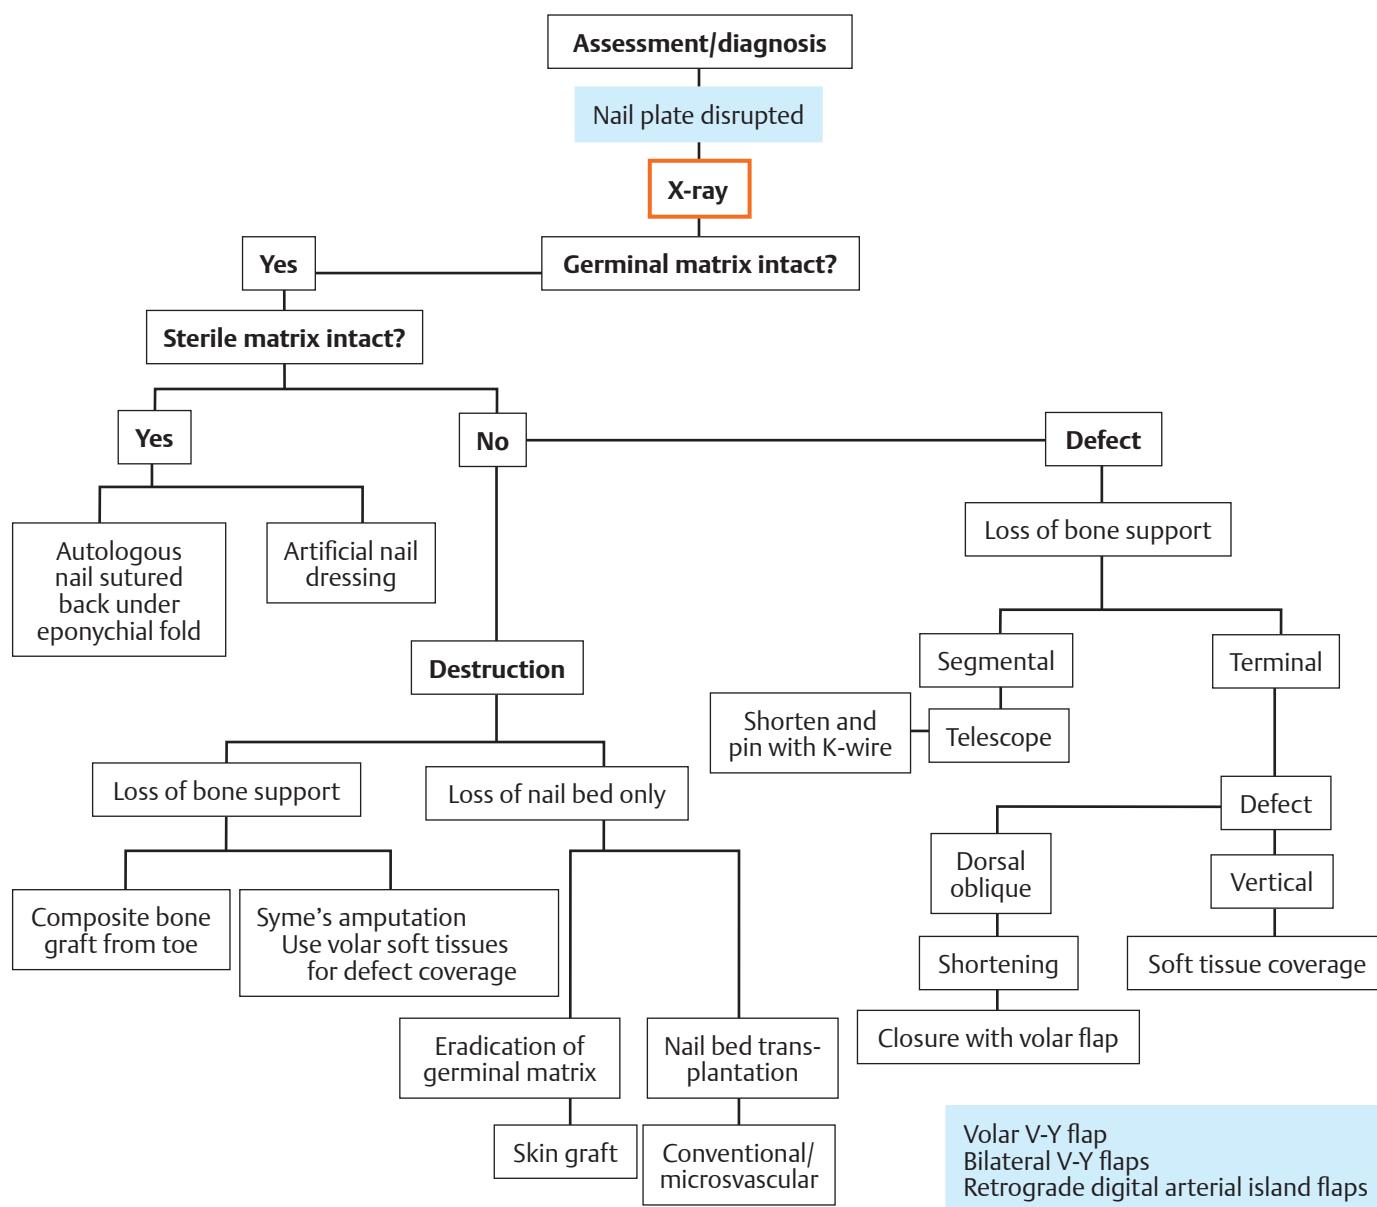 Assessment/diagnosis
Nail plate disrupted
X-ray
Yes
Germinal matrix intact?
Sterile matrix intact?
Yes
No
Defect
Autologous
nail sutured
back under
eponychial fold
Artificial nail
dressing
Loss of bone support
Destruction
Segmental
Terminal
Shorten and
pin with K-wire
Telescope
Loss of bone support
Loss of nail bed only
Defect
Dorsal
oblique
Vertical
Composite bone
graft from toe
Syme's amputation
Use volar soft tissues
for defect coverage
Shortening
Soft tissue coverage
Closure with volar flap
Eradication of
germinal matrix
Nail bed trans-
plantation
Skin graft
Conventional/
microsvascular
Volar V-Y flap
Bilateral V-Y flaps
Retrograde digital arterial island flaps